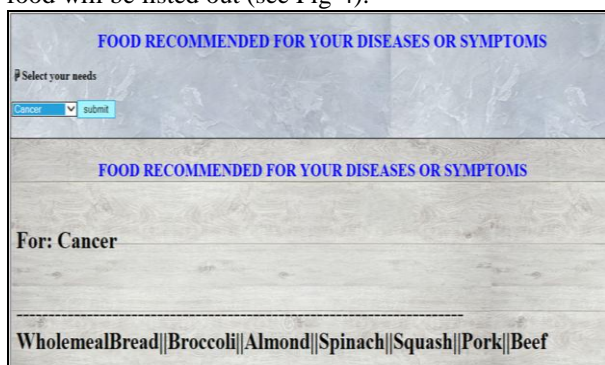 food will be listed out (see Fig 4).
FOOD RECOMMENDED FOR YOUR DISEASES OR SYMPTOMS
Select your needs
Cancer submit
FOOD RECOMMENDED FOR YOUR DISEASES OR SYMPTOMS
For: Cancer
--------------------------------------------------------------------
WholemealBread||Broccoli||Almond||Spinach||Squash||Pork||Beef